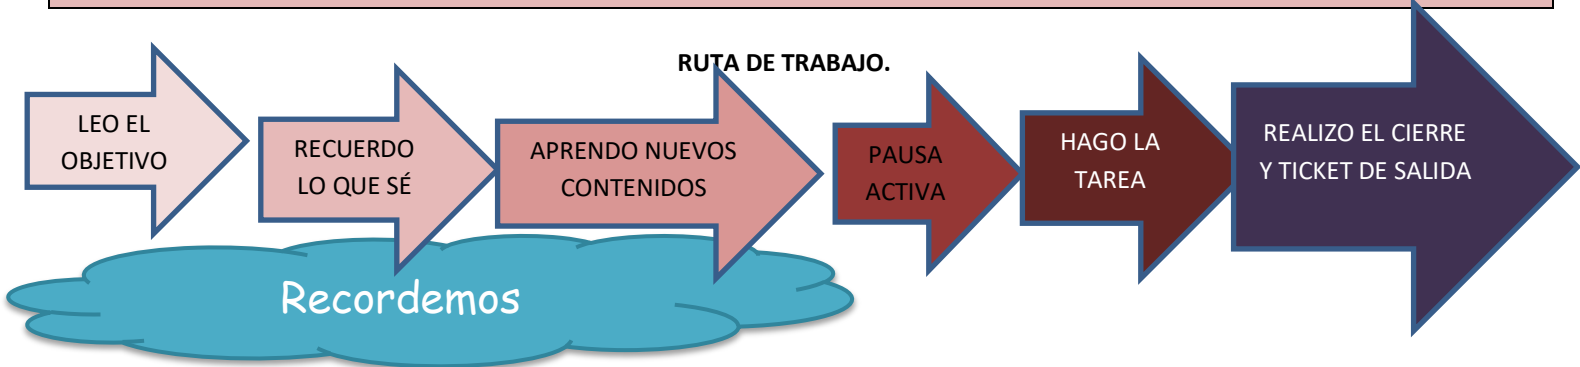 RUTA DE TRABAJO.
LEO EL
OBJETIVO
RECUERDO
LO QUE SÉ
APRENDO NUEVOS
CONTENIDOS
PAUSA
ACTIVA
HAGO LA
TAREA
REALIZO EL CIERRE
Y TICKET DE SALIDA
Recordemos